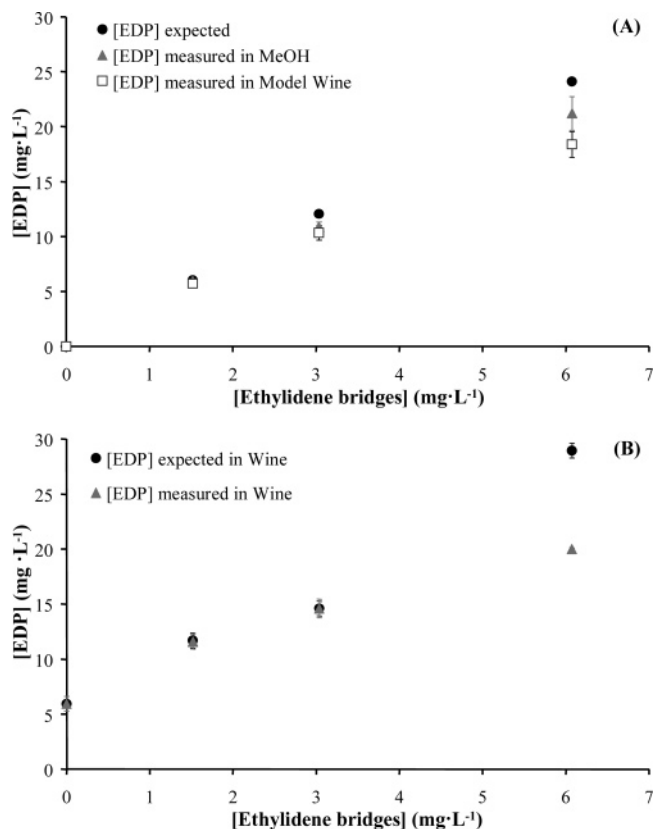 30
(A)
● [EDP] expected
25
▲ [EDP] measured in MeOH
□ [EDP] measured in Model Wine
20
15
10
5
0
[EDP] (mg·L⁻¹)
0 1 2 3 4 5 6 7
[Ethylidene bridges] (mg·L⁻¹)
30
(B)
● [EDP] expected in Wine
25
▲ [EDP] measured in Wine
20
15
10
5
0
[EDP] (mg ·L⁻¹)
0 1 2 3 4 5 6 7
[Ethylidene bridges] (mg·L⁻¹)